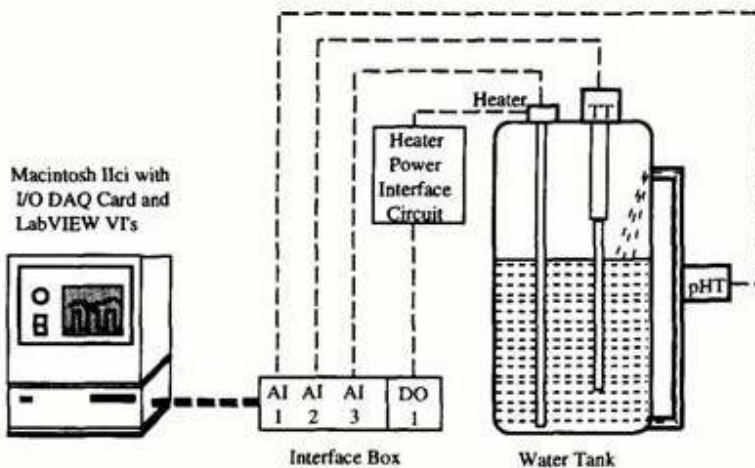 Heater
TT
Heater
Power
Interface
Circuit
Macintosh IIci with
I/O DAQ Card and
LabVIEW VI's
pHT
AI AI AI DO
1 2 3 1
Interface Box
Water Tank